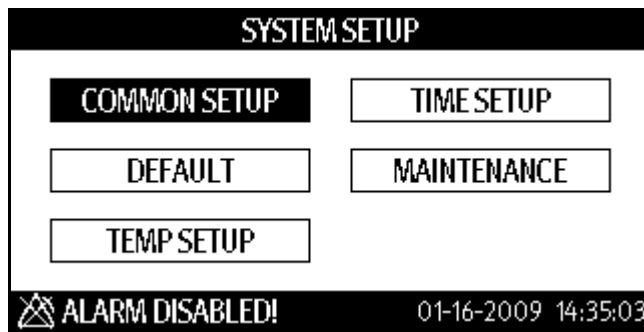 SYSTEM SETUP
COMMON SETUP TIME SETUP
DEFAULT MAINTENANCE
TEMP SETUP
ALARM DISABLED! 01-16-2009 14:35:03